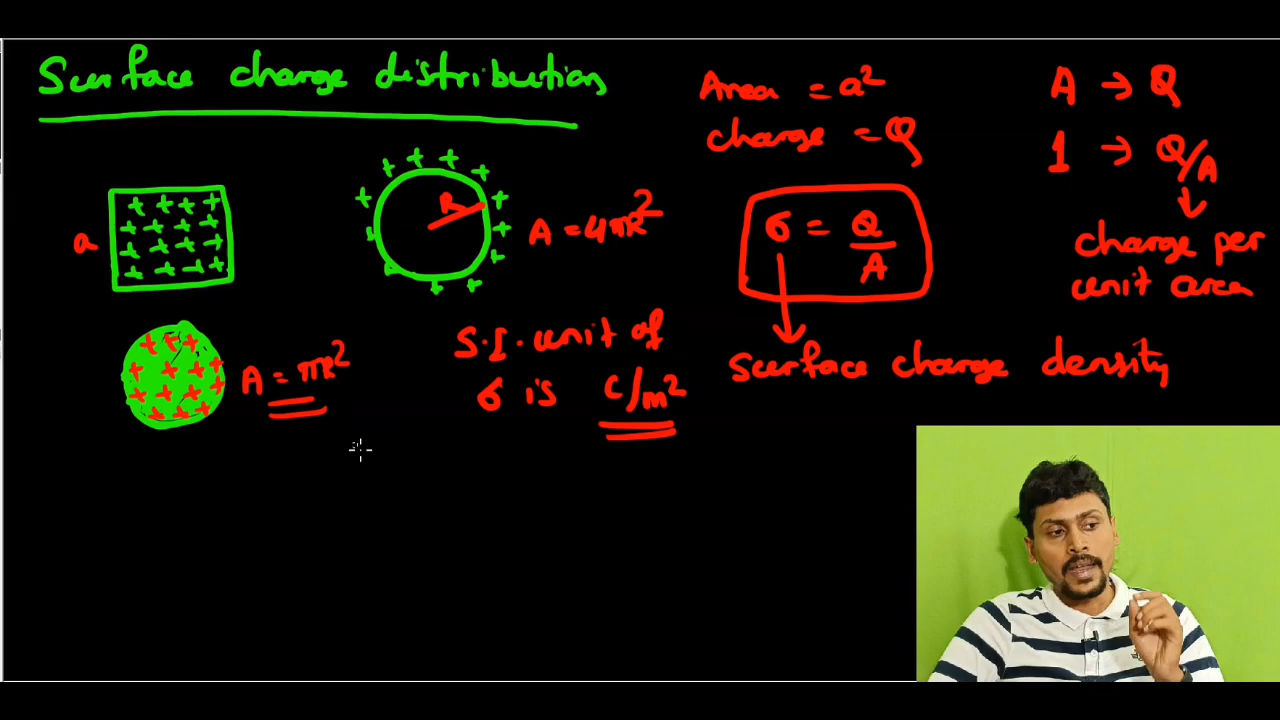 Surface charge distribution
a
R
A = 4πR²
A = πR²
S.I. unit of
σ is C/m²
Area = a²
charge = Q
σ = Q/A
surface charge density
A → Q
1 → Q/A
charge per
unit area